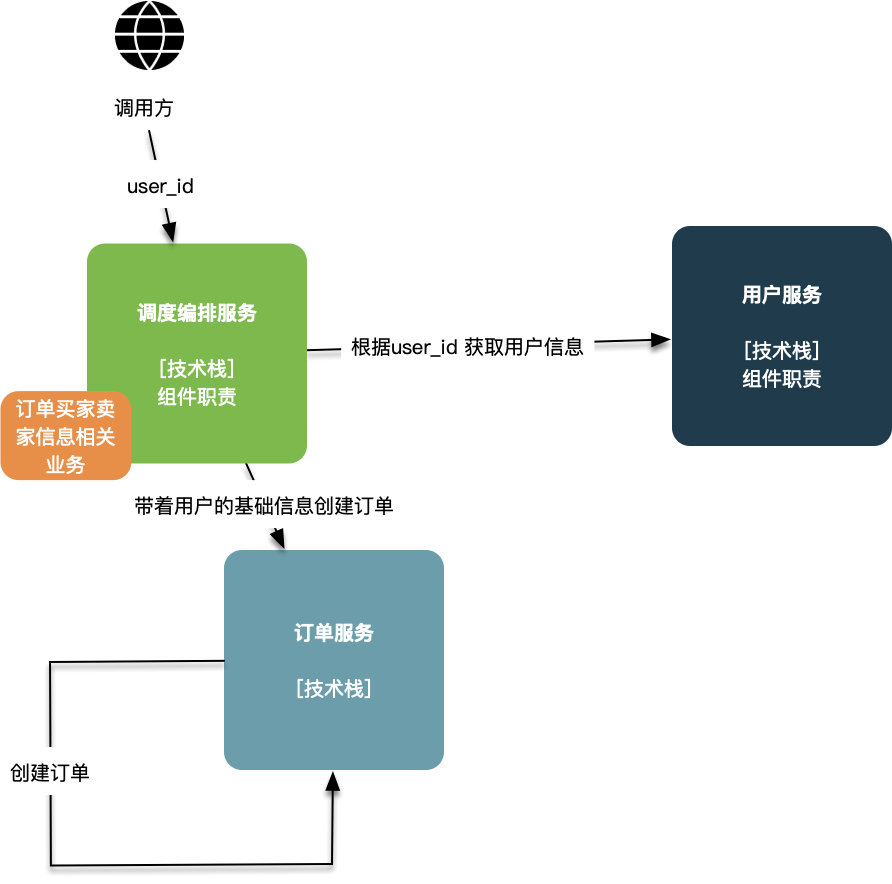 调用方
user_id
调度编排服务
[技术栈]
组件职责
根据user_id 获取用户信息
用户服务
[技术栈]
组件职责
订单买家卖
家信息相关
业务
带着用户的基础信息创建订单
订单服务
[技术栈]
创建订单